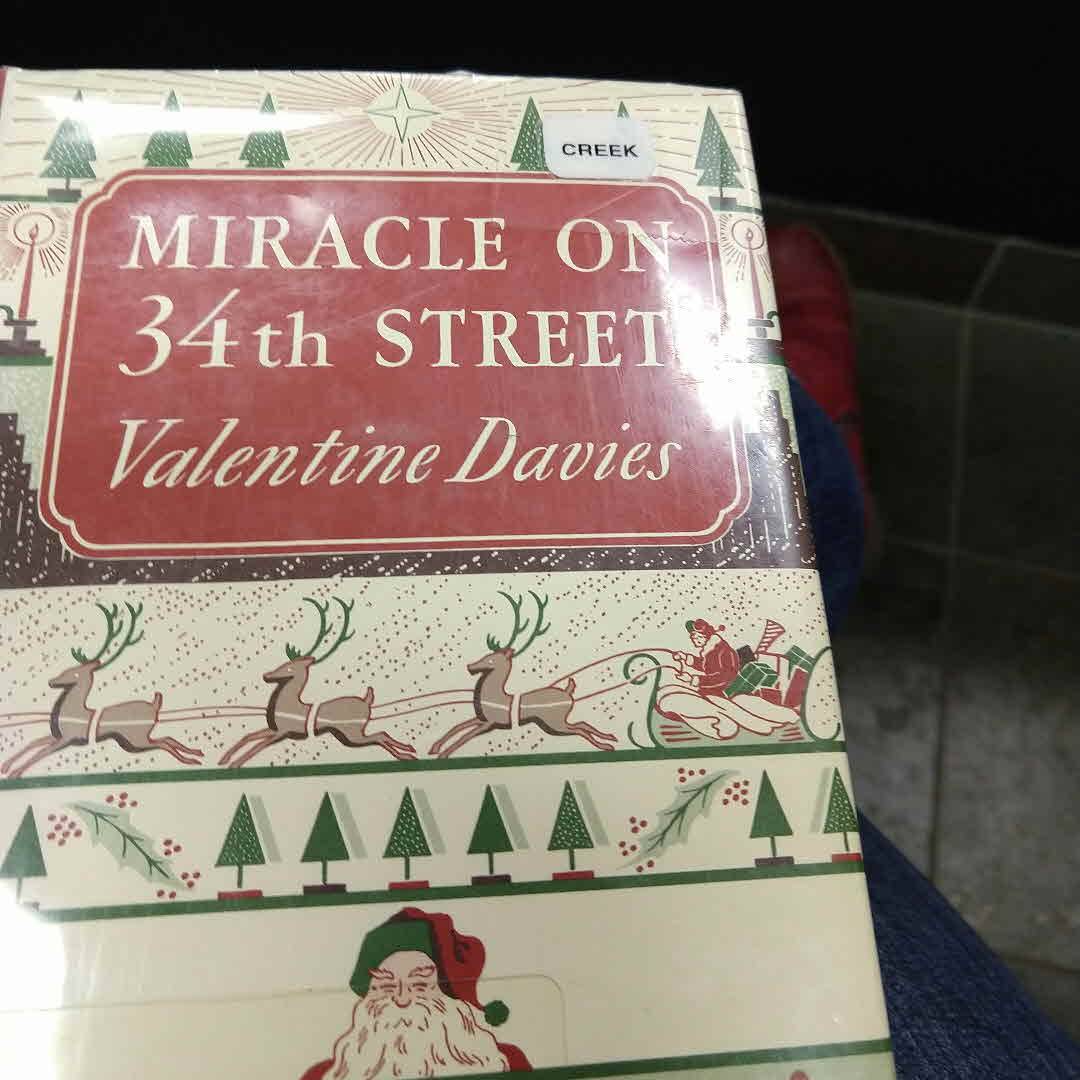 CREEK
MIRACLE ON
34th STREET
Valentine Davies